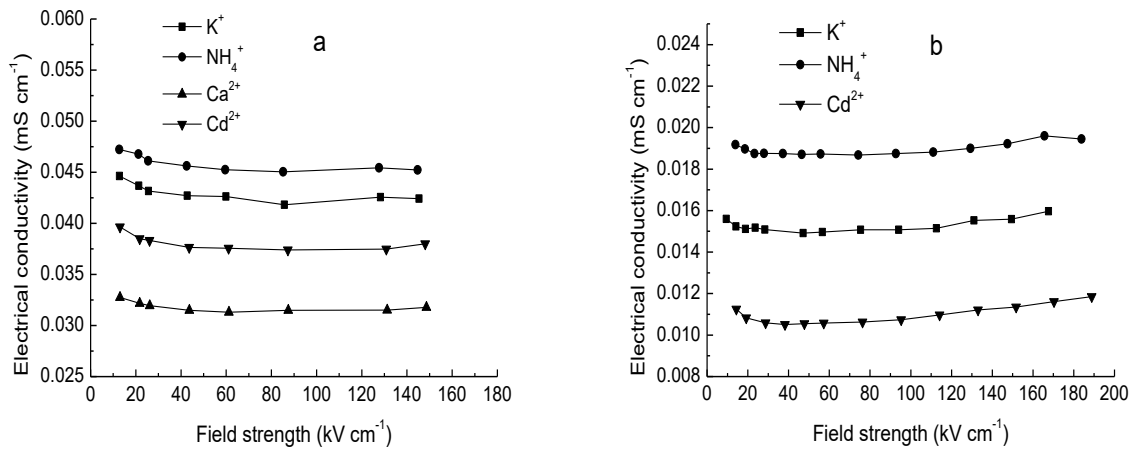 a
K⁺
NH₄⁺
Ca²⁺
Cd²⁺
Electrical conductivity (mS cm⁻¹)
0.060
0.055
0.050
0.045
0.040
0.035
0.030
0.025
0 20 40 60 80 100 120 140 160 180
Field strength (kV cm⁻¹)
b
K⁺
NH₄⁺
Cd²⁺
Electrical conductivity (mS cm⁻¹)
0.024
0.022
0.020
0.018
0.016
0.014
0.012
0.010
0.008
0 20 40 60 80 100 120 140 160 180 200
Field strength (kV cm⁻¹)